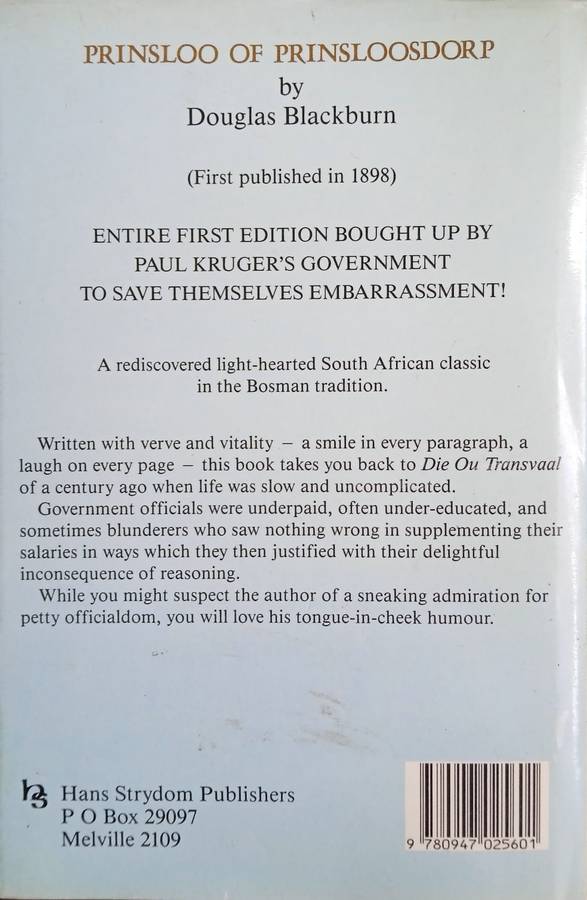 PRINSLOO OF PRINSLOOSDORP
by
Douglas Blackburn
(First published in 1898)
ENTIRE FIRST EDITION BOUGHT UP BY
PAUL KRUGER'S GOVERNMENT
TO SAVE THEMSELVES EMBARRASSMENT!
A rediscovered light-hearted South African classic
in the Bosman tradition.
Written with verve and vitality – a smile in every paragraph, a
laugh on every page – this book takes you back to Die Ou Transvaal
of a century ago when life was slow and uncomplicated.
Government officials were underpaid, often under-educated, and
sometimes blunderers who saw nothing wrong in supplementing their
salaries in ways which they then justified with their delightful
inconsequence of reasoning.
While you might suspect the author of a sneaking admiration for
petty officialdom, you will love his tongue-in-cheek humour.
hs Hans Strydom Publishers
P O Box 29097
Melville 2109
9 780947 025601